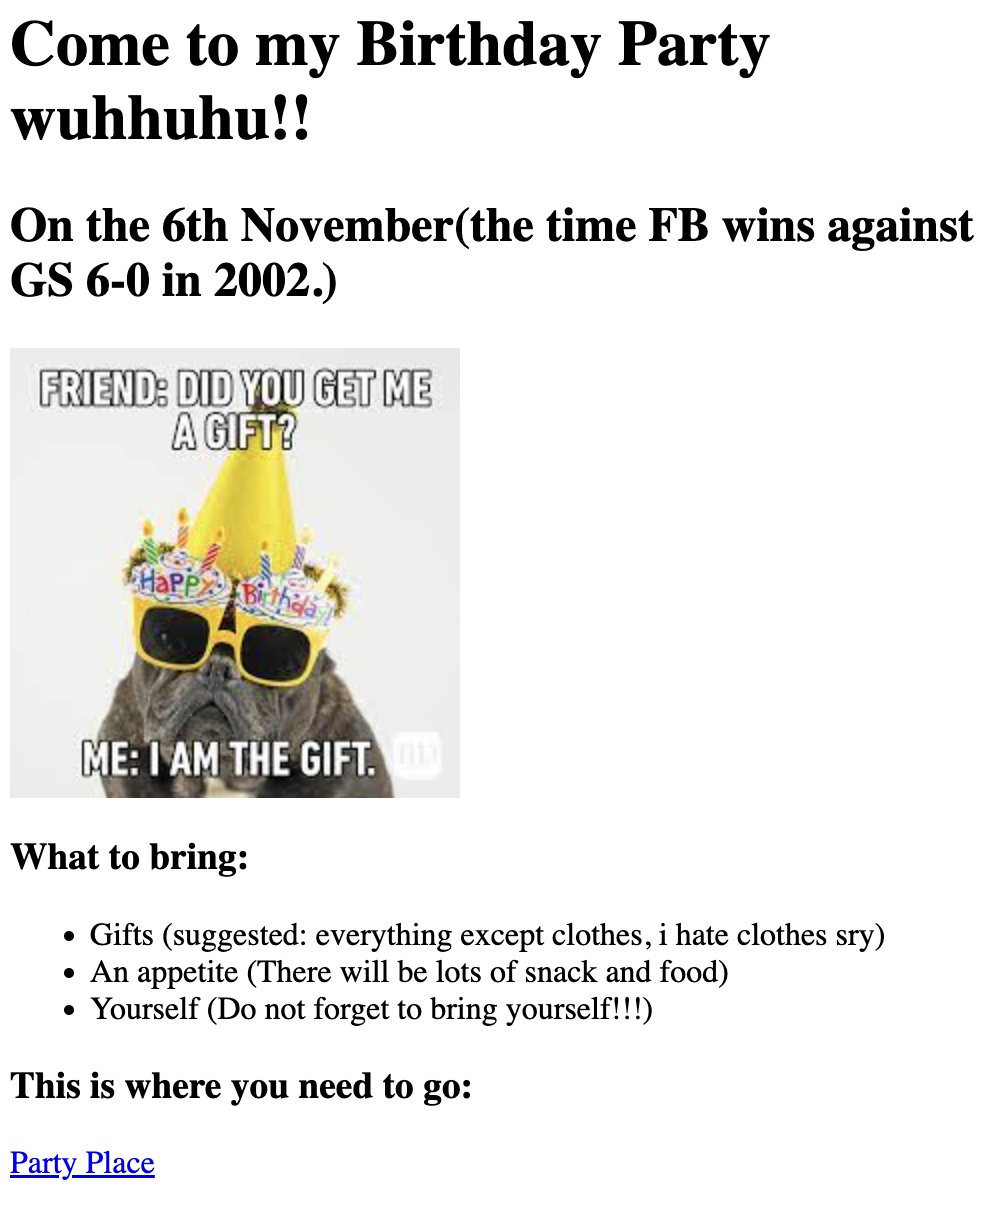 Come to my Birthday Party
wuhhuhu!!
On the 6th November(the time FB wins against
GS 6-0 in 2002.)
FRIEND: DID YOU GET ME
A GIFT?
HAPPY Birthday!
ME: I AM THE GIFT.
What to bring:
Gifts (suggested: everything except clothes, i hate clothes sry)
An appetite (There will be lots of snack and food)
Yourself (Do not forget to bring yourself!!!)
This is where you need to go:
Party Place